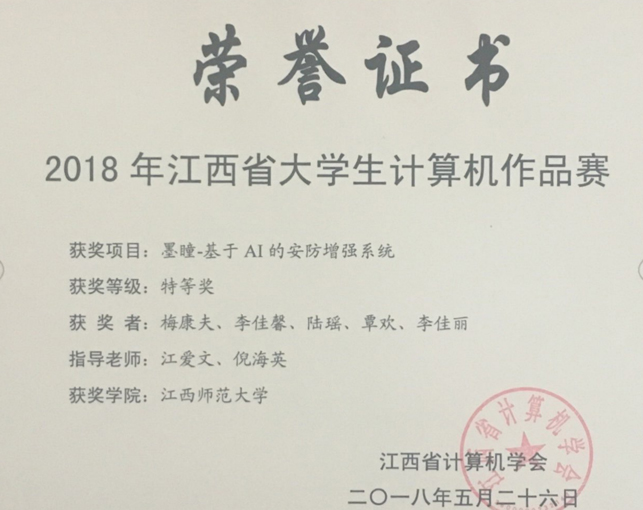 荣誉证书
2018 年江西省大学生计算机作品赛
获奖项目：墨瞳-基于 AI 的安防增强系统
获奖等级：特等奖
获 奖 者：梅康夫、李佳馨、陆瑶、覃欢、李佳丽
指导老师：江爱文、倪海英
获奖学院：江西师范大学
江西省计算机学会
江西省计算机学会
二〇一八年五月二十六日